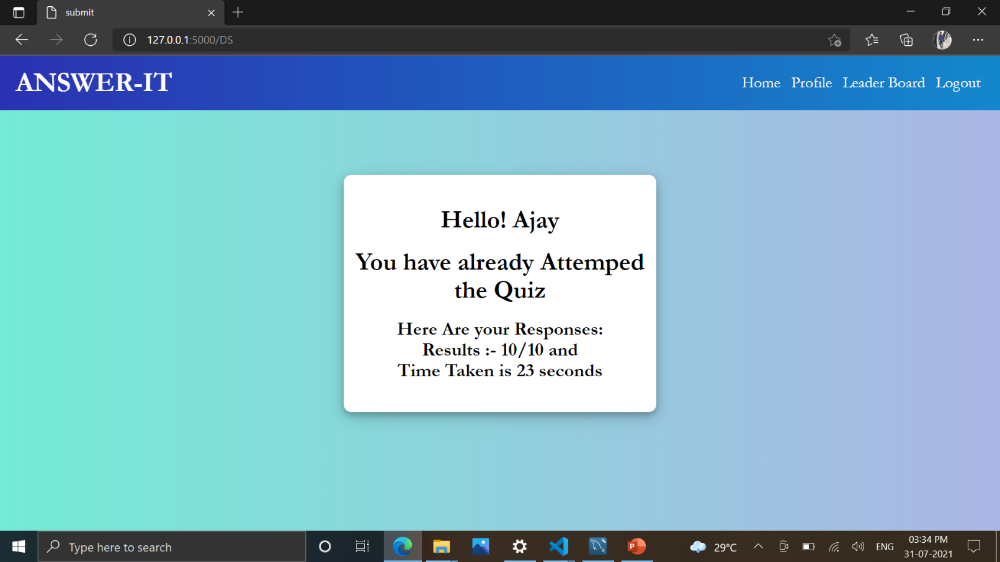 submit
127.0.0.1:5000/DS
ANSWER-IT
Home Profile Leader Board Logout
Hello! Ajay
You have already Attemped
the Quiz
Here Are your Responses:
Results :- 10/10 and
Time Taken is 23 seconds
Type here to search
P
29°C
ENG
03:34 PM
31-07-2021